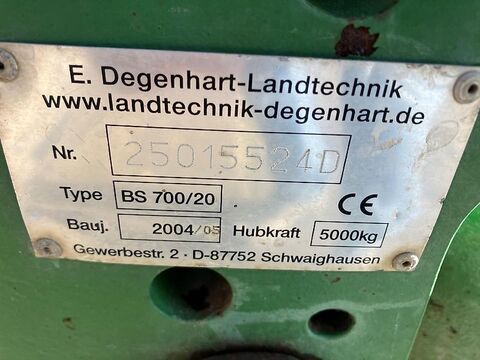 E. Degenhart-Landtechnik
www.landtechnik-degenhart.de
Nr. 25015524D
Type BS 700/20 CE
Bauj. 2004/05 Hubkraft 5000kg
Gewerbestr. 2 · D-87752 Schwaighausen